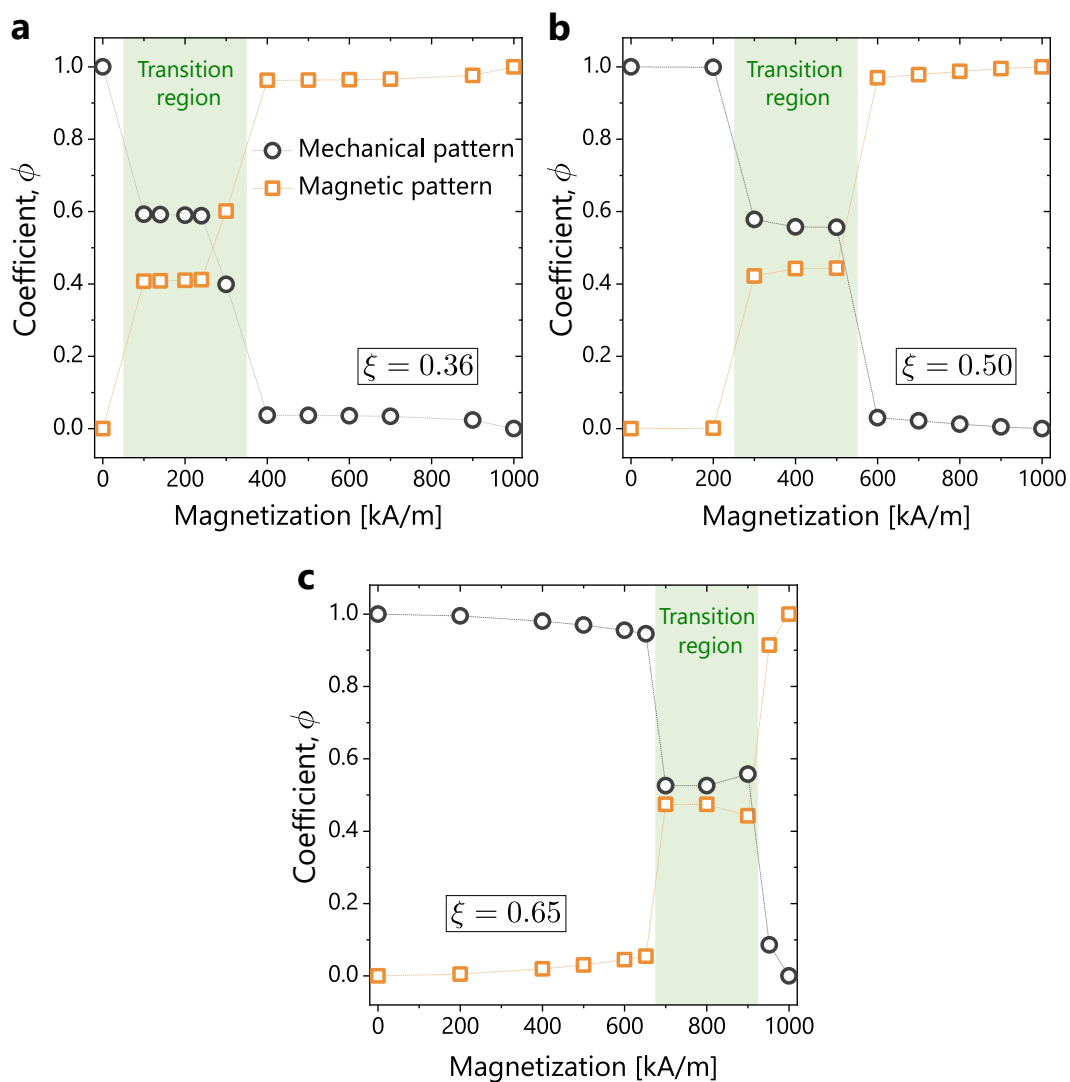 a
Transition
region
Mechanical pattern
Magnetic pattern
ξ = 0.36
Coefficient, ϕ
1.0
0.8
0.6
0.4
0.2
0.0
0 200 400 600 800 1000
Magnetization [kA/m]
b
Transition
region
ξ = 0.50
Coefficient, ϕ
1.0
0.8
0.6
0.4
0.2
0.0
0 200 400 600 800 1000
Magnetization [kA/m]
c
Transition
region
ξ = 0.65
Coefficient, ϕ
1.0
0.8
0.6
0.4
0.2
0.0
0 200 400 600 800 1000
Magnetization [kA/m]